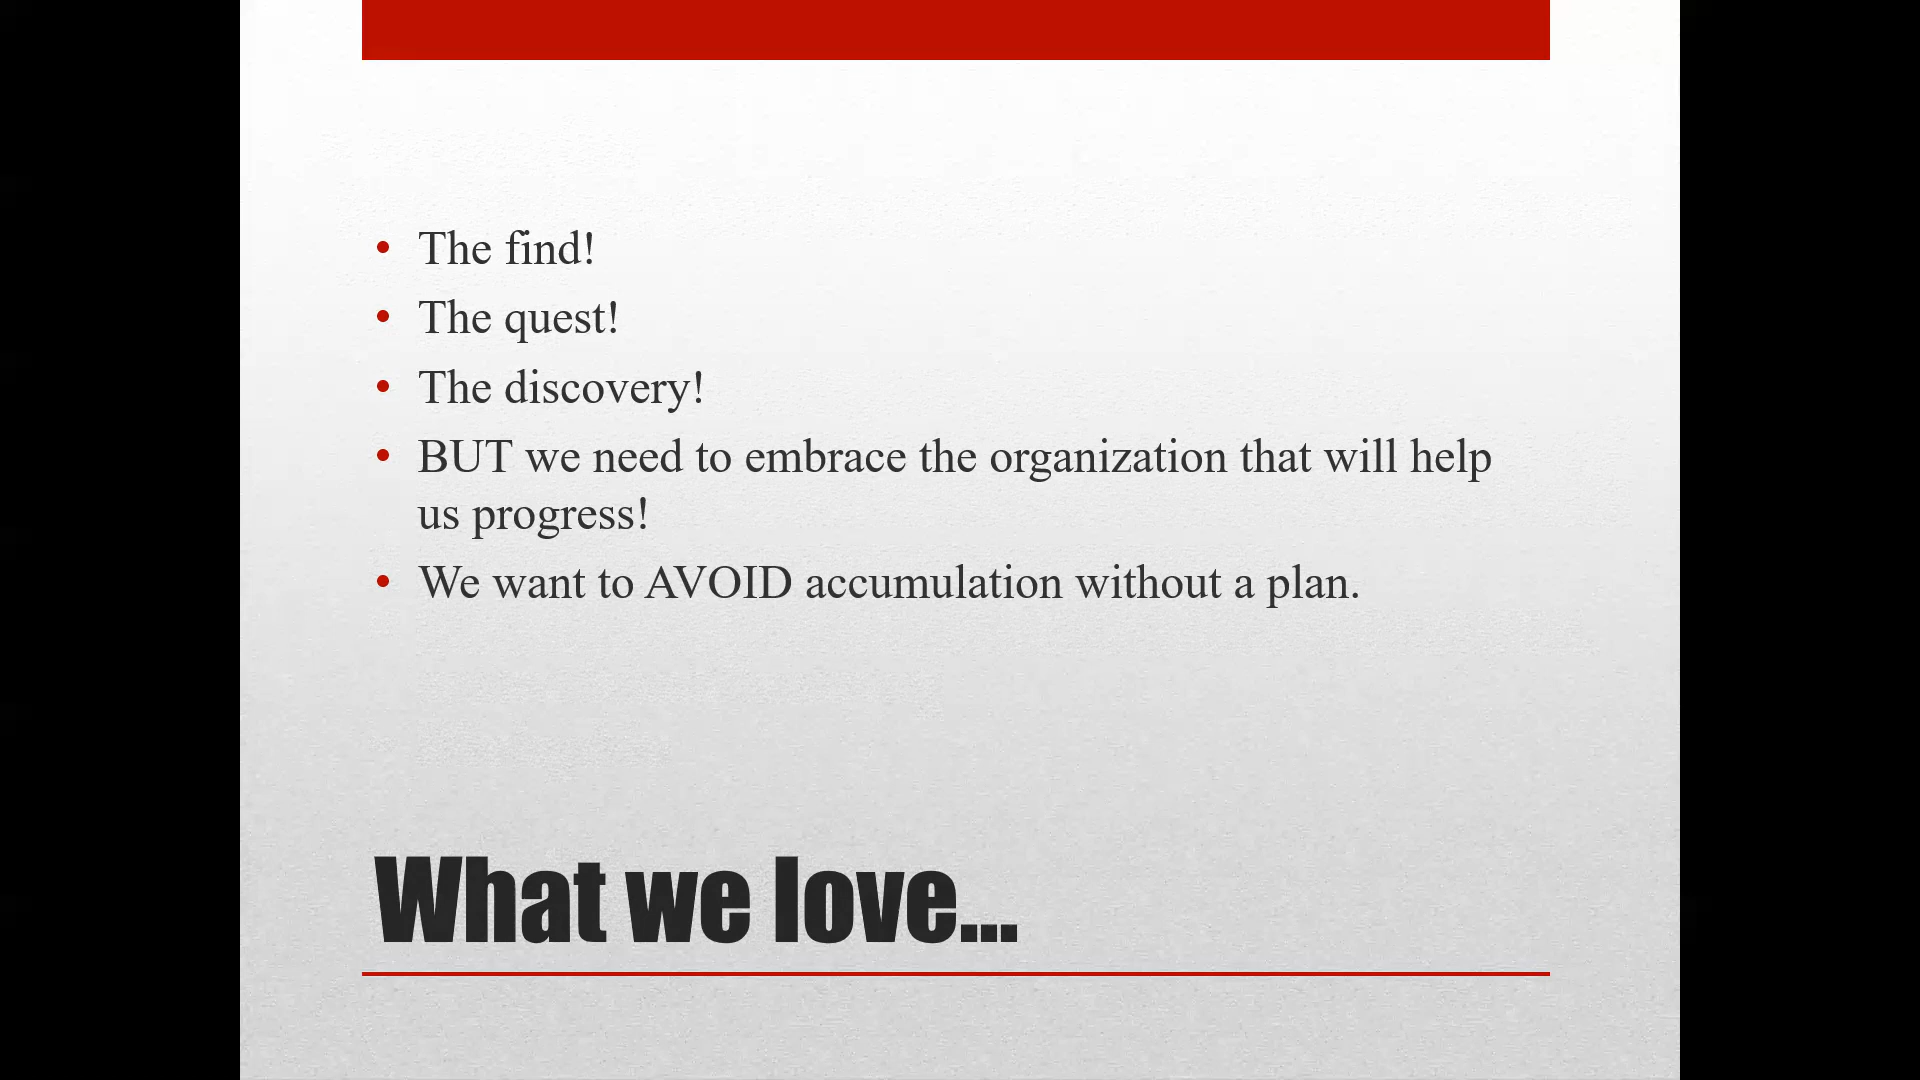 • The find!
• The quest!
• The discovery!
• BUT we need to embrace the organization that will help
us progress!
• We want to AVOID accumulation without a plan.
What we love...